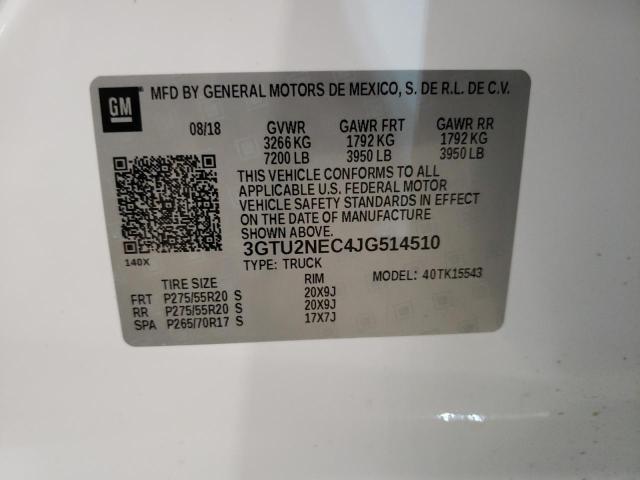 GM
MFD BY GENERAL MOTORS DE MEXICO, S. DE R.L. DE C.V.
08/18 GVWR GAWR FRT GAWR RR
3266 KG 1792 KG 1792 KG
7200 LB 3950 LB 3950 LB
THIS VEHICLE CONFORMS TO ALL
APPLICABLE U.S. FEDERAL MOTOR
VEHICLE SAFETY STANDARDS IN EFFECT
ON THE DATE OF MANUFACTURE
SHOWN ABOVE.
140X
3GTU2NEC4JG514510
TYPE: TRUCK MODEL: 40TK15543
TIRE SIZE RIM
FRT P275/55R20 S 20X9J
RR P275/55R20 S 20X9J
SPA P265/70R17 S 17X7J